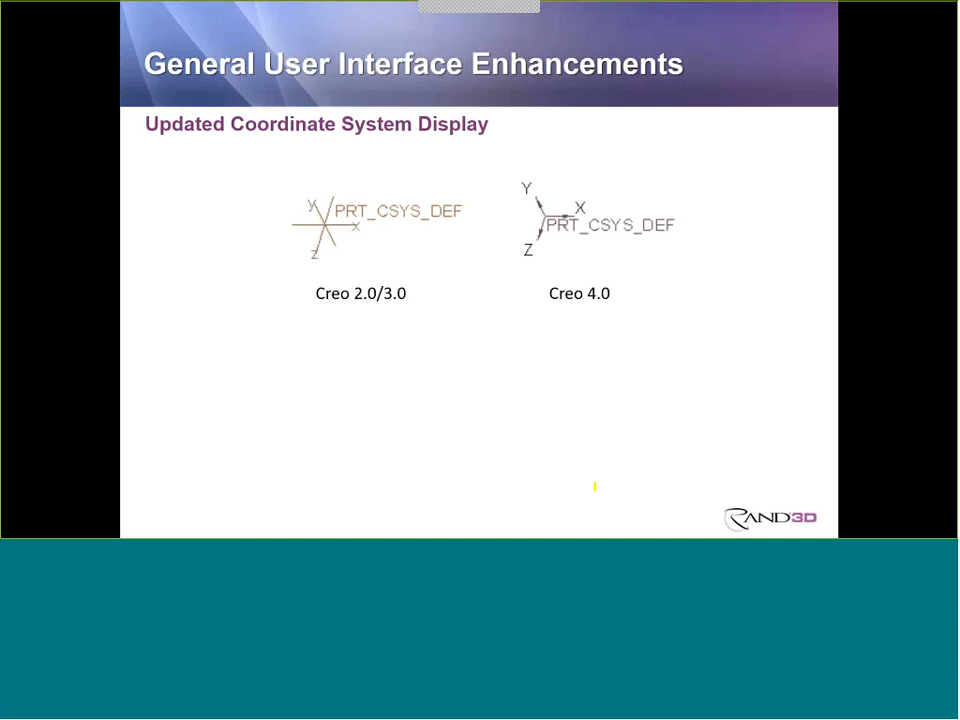 General User Interface Enhancements
Updated Coordinate System Display
y
PRT_CSYS_DEF
x
z
Y
X
PRT_CSYS_DEF
Z
Creo 2.0/3.0
Creo 4.0
RAND3D